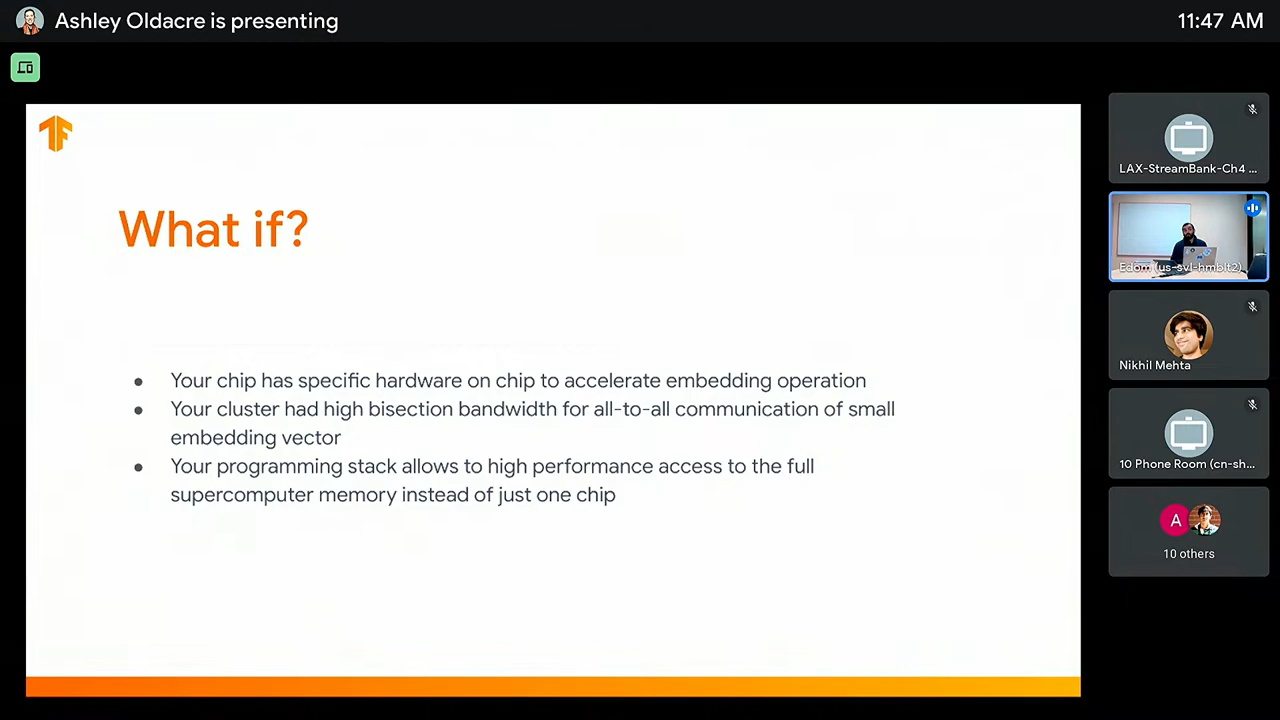 Ashley Oldacre is presenting
11:47 AM
What if?
Your chip has specific hardware on chip to accelerate embedding operation
Your cluster had high bisection bandwidth for all-to-all communication of small
embedding vector
Your programming stack allows to high performance access to the full
supercomputer memory instead of just one chip
LAX-StreamBank-Ch4 ...
Edom (us-svl-hmblt2)
Nikhil Mehta
10 Phone Room (cn-sh...
A
10 others